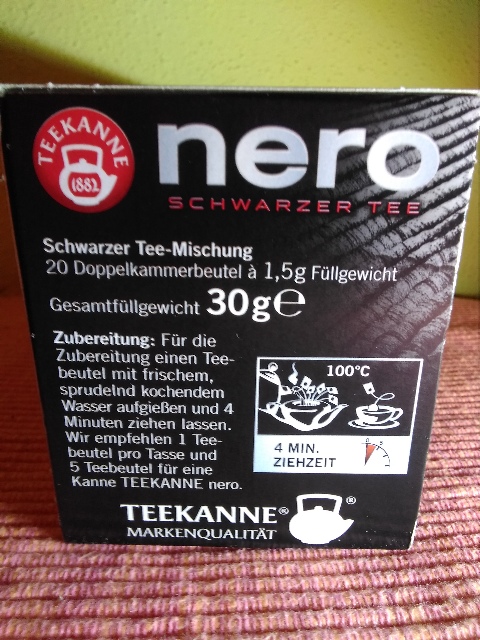 TEEKANNE
1882
nero
SCHWARZER TEE
Schwarzer Tee-Mischung
20 Doppelkammerbeutel à 1,5g Füllgewicht
Gesamtfüllgewicht 30g℮
Zubereitung: Für die
Zubereitung einen Tee-
beutel mit frischem,
sprudelnd kochendem
Wasser aufgießen und 4
Minuten ziehen lassen.
Wir empfehlen 1 Tee-
beutel pro Tasse und
5 Teebeutel für eine
Kanne TEEKANNE nero.
100°C
4 MIN.
ZIEHZEIT
0 5
TEEKANNE® ®
MARKENQUALITÄT